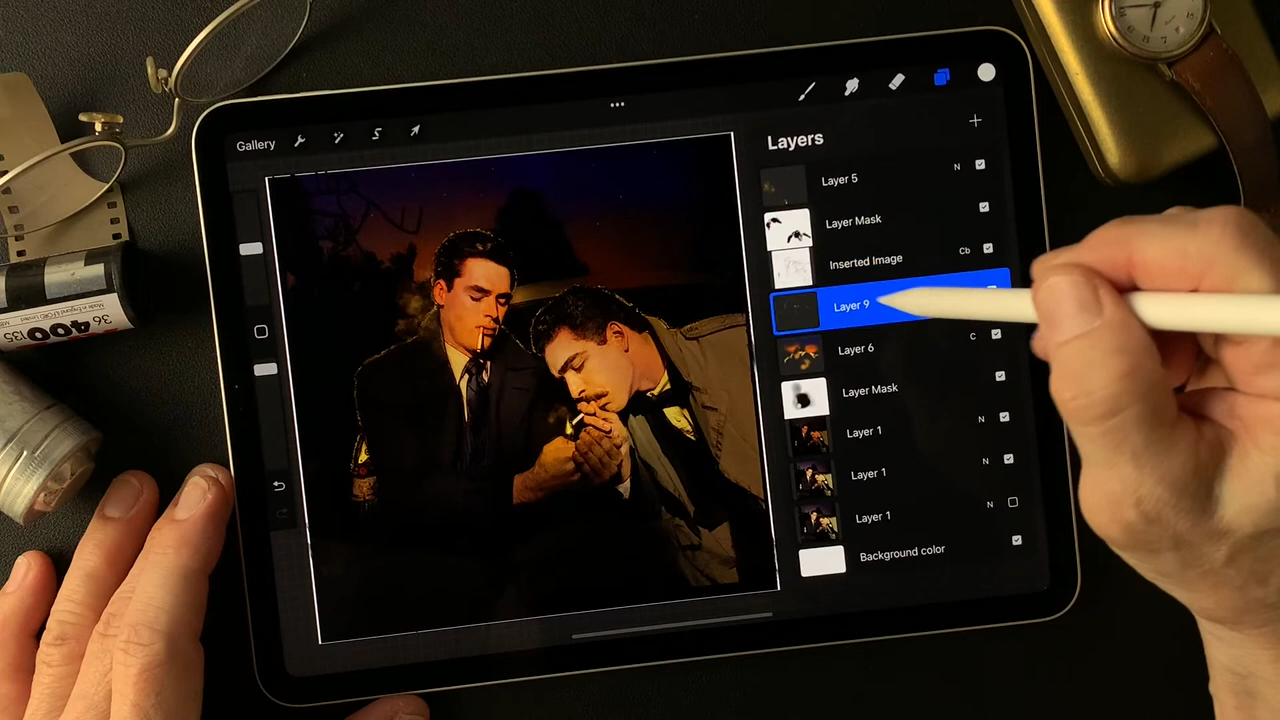 Gallery
Layers
Layer 5 N
Layer Mask
Inserted Image Cb
Layer 9
Layer 6 C
Layer Mask
Layer 1 N
Layer 1 N
Layer 1 N
Background color
36 400 135